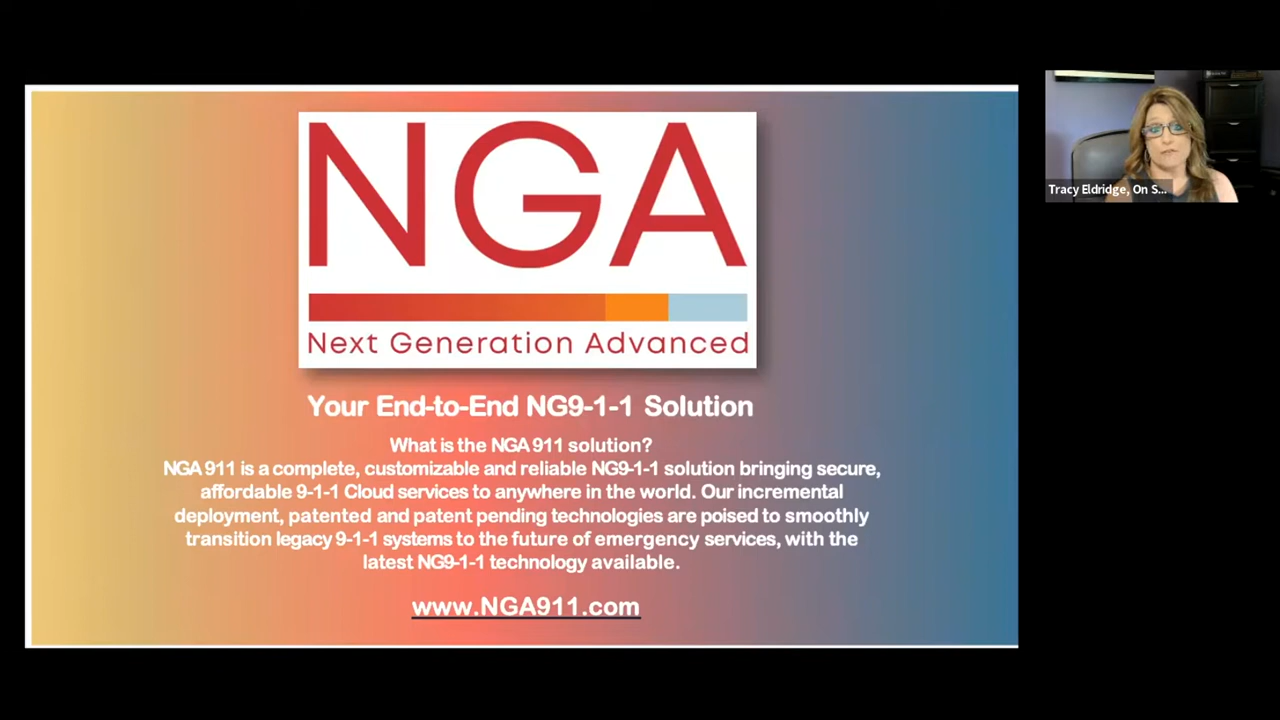 NGA
Next Generation Advanced
Your End-to-End NG9-1-1 Solution
What is the NGA 911 solution?
NGA 911 is a complete, customizable and reliable NG9-1-1 solution bringing secure,
affordable 9-1-1 Cloud services to anywhere in the world. Our incremental
deployment, patented and patent pending technologies are poised to smoothly
transition legacy 9-1-1 systems to the future of emergency services, with the
latest NG9-1-1 technology available.
www.NGA911.com
Tracy Eldridge, On S...